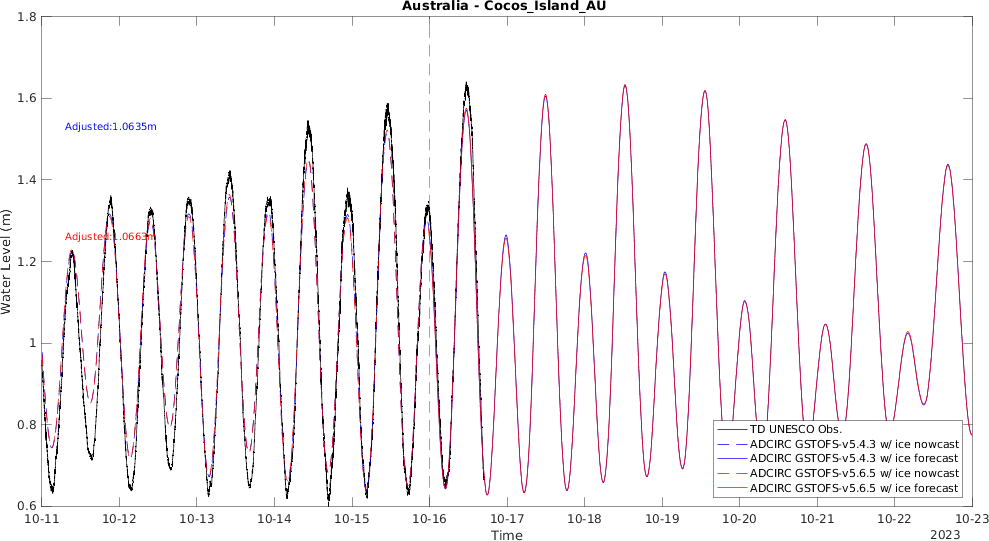 Australia - Cocos_Island_AU
1.8
1.6
1.4
1.2
1
0.8
0.6
Water Level (m)
Adjusted:1.0635m
Adjusted:1.0663m
TD UNESCO Obs.
ADCIRC GSTOFS-v5.4.3 w/ ice nowcast
ADCIRC GSTOFS-v5.4.3 w/ ice forecast
ADCIRC GSTOFS-v5.6.5 w/ ice nowcast
ADCIRC GSTOFS-v5.6.5 w/ ice forecast
10-11 10-12 10-13 10-14 10-15 10-16 10-17 10-18 10-19 10-20 10-21 10-22 10-23
Time
2023